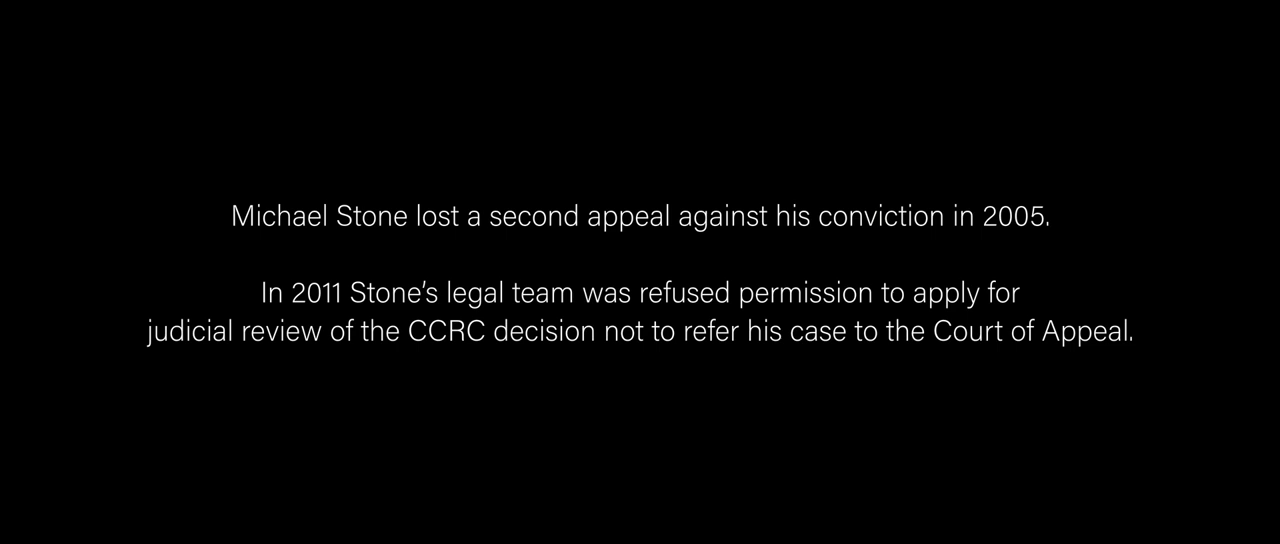 Michael Stone lost a second appeal against his conviction in 2005.
In 2011 Stone’s legal team was refused permission to apply for
judicial review of the CCRC decision not to refer his case to the Court of Appeal.